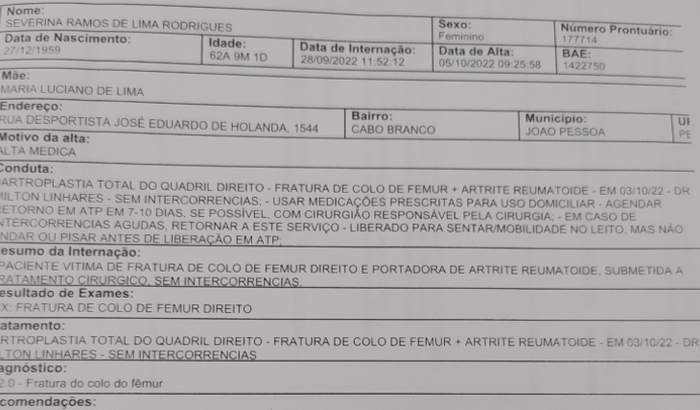 Nome:
SEVERINA RAMOS DE LIMA RODRIGUES
Sexo:
Feminino
Número Prontuário:
177714
Data de Nascimento:
27/12/1959
Idade:
62A 9M 1D
Data de Internação:
28/09/2022 11:52:12
Data de Alta:
05/10/2022 09:25:58
BAE:
1422750
Mãe:
MARIA LUCIANO DE LIMA
Endereço:
RUA DESPORTISTA JOSÉ EDUARDO DE HOLANDA, 1544
Bairro:
CABO BRANCO
Município:
JOAO PESSOA
UF
PE
Motivo da alta:
ALTA MEDICA
Conduta:
ARTROPLASTIA TOTAL DO QUADRIL DIREITO - FRATURA DE COLO DE FEMUR + ARTRITE REUMATOIDE - EM 03/10/22 - DR
MILTON LINHARES - SEM INTERCORRENCIAS; - USAR MEDICAÇÕES PRESCRITAS PARA USO DOMICILIAR - AGENDAR
RETORNO EM ATP EM 7-10 DIAS, SE POSSÍVEL, COM CIRURGIÃO RESPONSÁVEL PELA CIRURGIA; - EM CASO DE
NTERCORRENCIAS AGUDAS, RETORNAR A ESTE SERVIÇO - LIBERADO PARA SENTAR/MOBILIDADE NO LEITO, MAS NÃO
NDAR OU PISAR ANTES DE LIBERAÇÃO EM ATP;
esumo da Internação:
PACIENTE VITIMA DE FRATURA DE COLO DE FEMUR DIREITO E PORTADORA DE ARTRITE REUMATOIDE, SUBMETIDA A
RATAMENTO CIRURGICO, SEM INTERCORRENCIAS.
esultado de Exames:
X: FRATURA DE COLO DE FEMUR DIREITO
atamento:
RTROPLASTIA TOTAL DO QUADRIL DIREITO - FRATURA DE COLO DE FEMUR + ARTRITE REUMATOIDE - EM 03/10/22 - DR
LTON LINHARES - SEM INTERCORRENCIAS
agnóstico:
2.0 - Fratura do colo do fêmur
comendações: